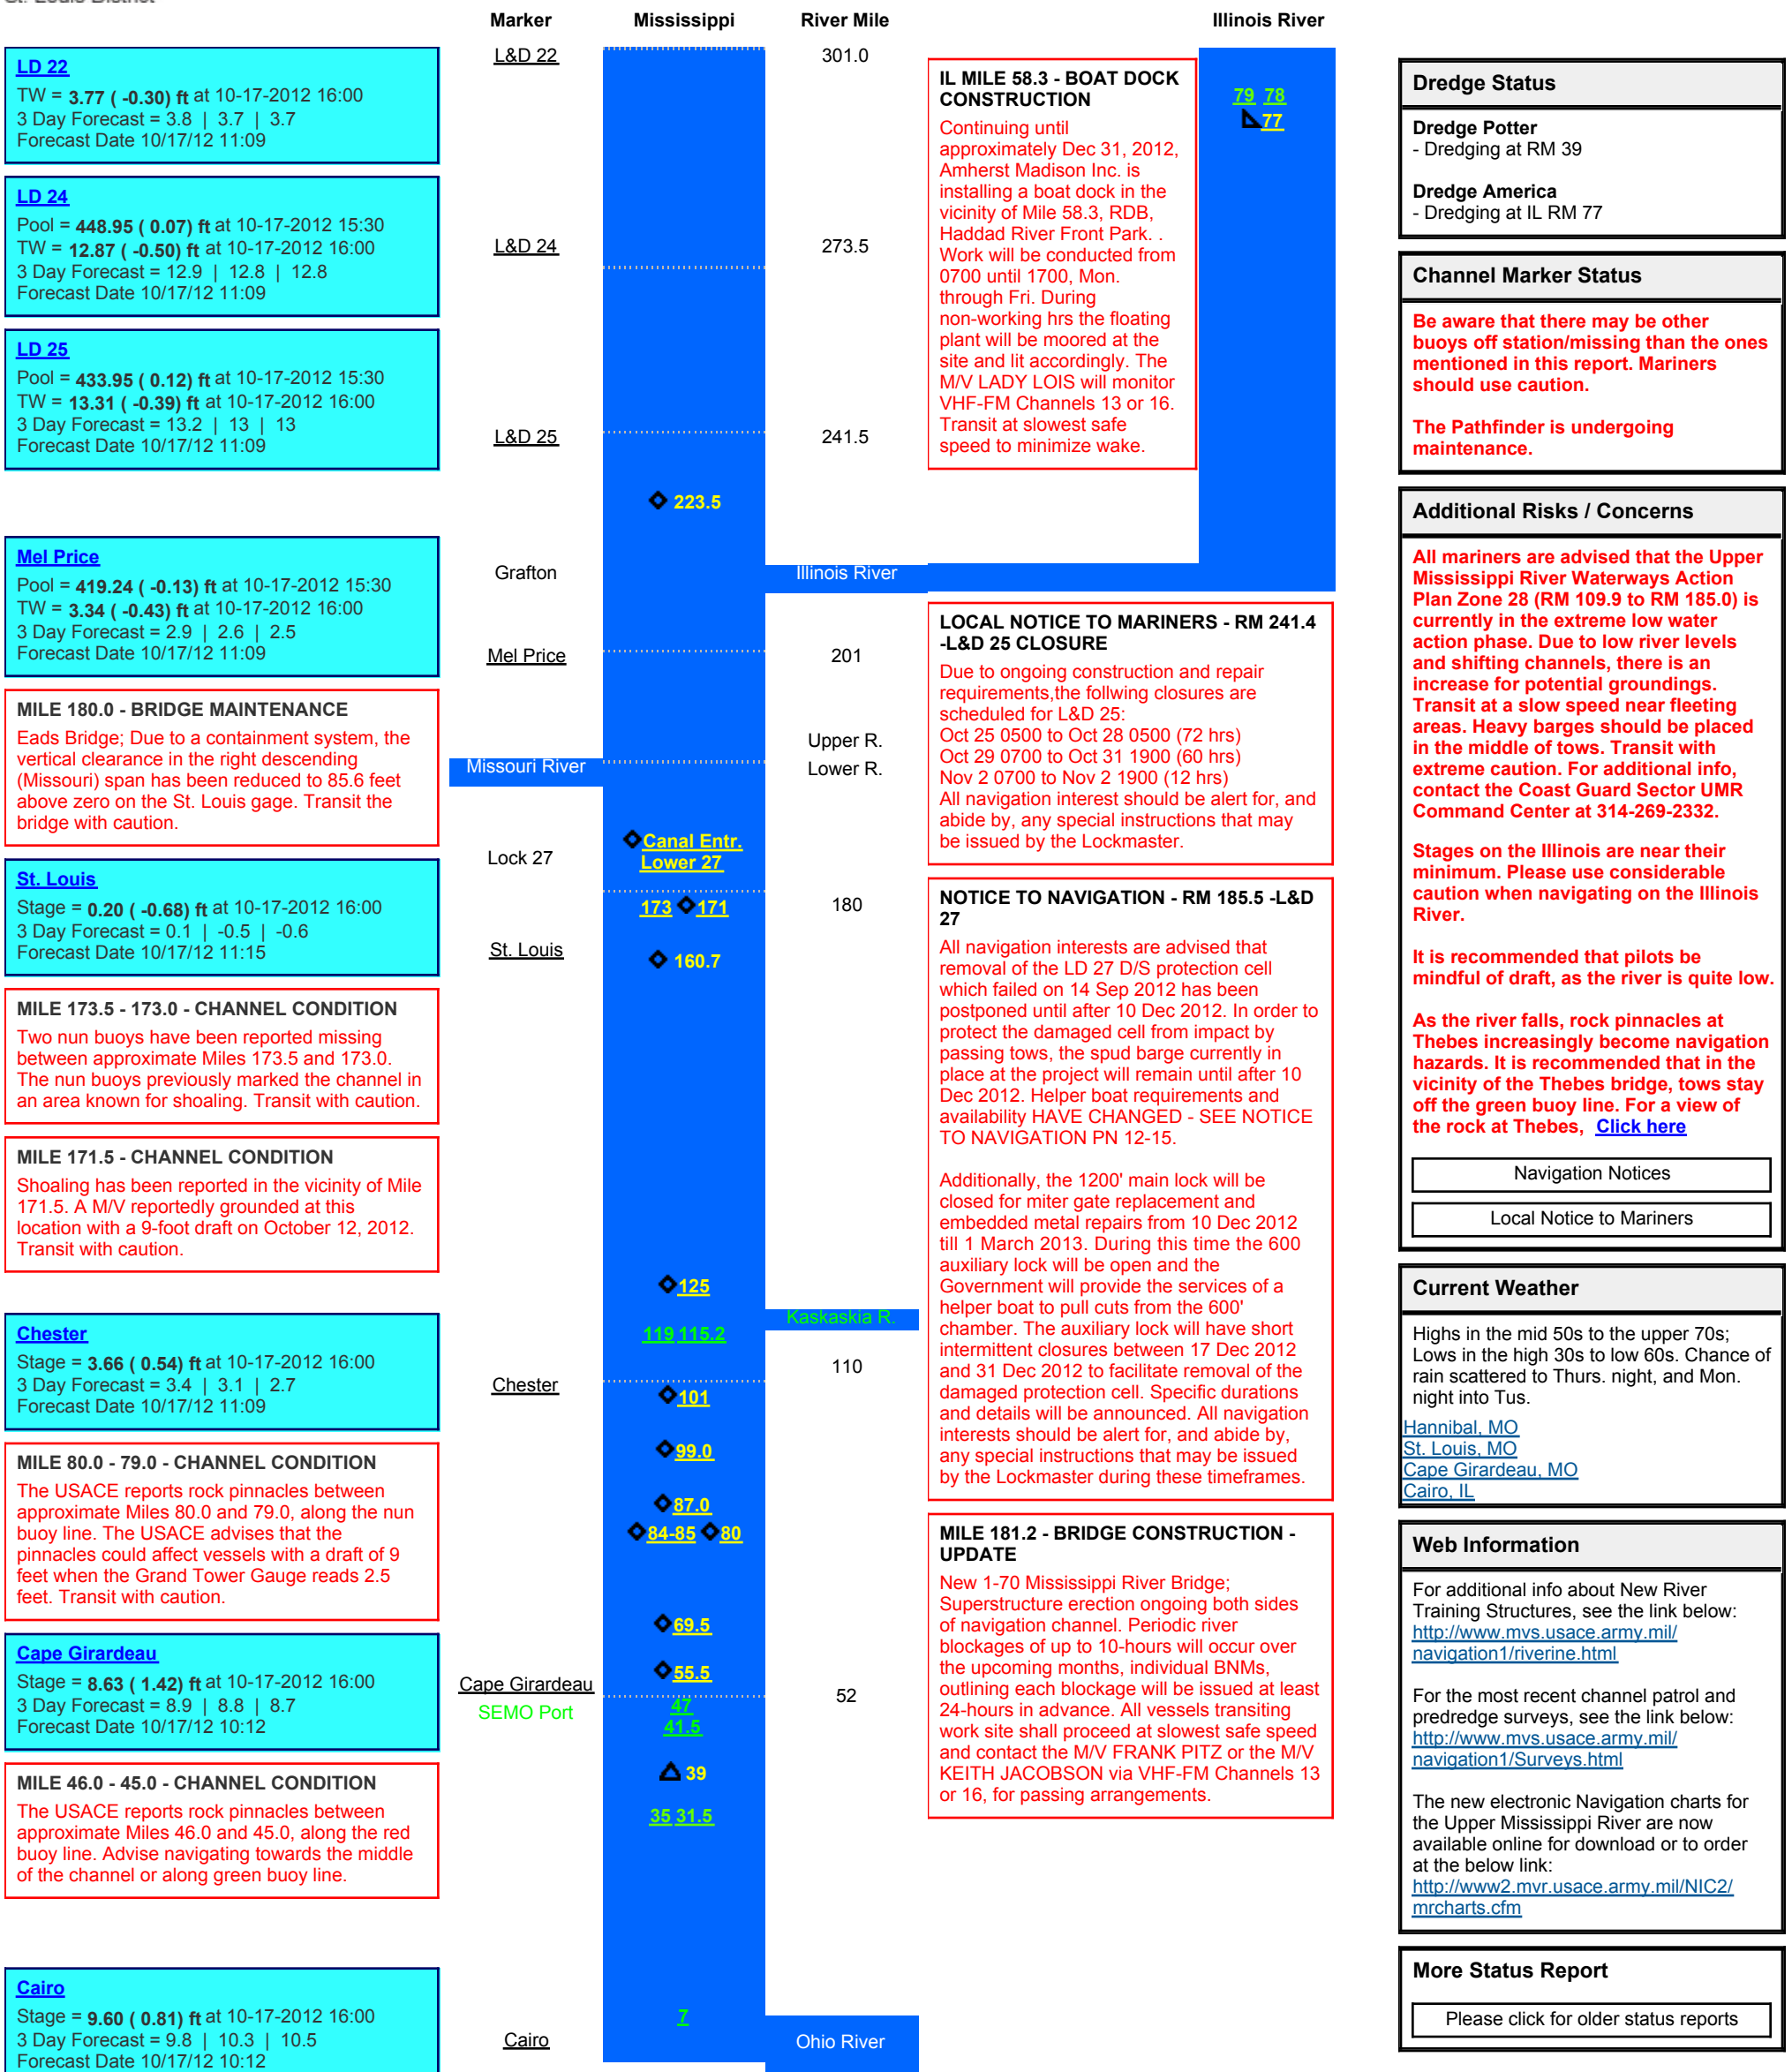 St. Louis District
Marker
Mississippi
River Mile
Illinois River
LD 22
TW = 3.77 ( -0.30) ft at 10-17-2012 16:00
3 Day Forecast = 3.8 | 3.7 | 3.7
Forecast Date 10/17/12 11:09
LD 24
Pool = 448.95 ( 0.07) ft at 10-17-2012 15:30
TW = 12.87 ( -0.50) ft at 10-17-2012 16:00
3 Day Forecast = 12.9 | 12.8 | 12.8
Forecast Date 10/17/12 11:09
LD 25
Pool = 433.95 ( 0.12) ft at 10-17-2012 15:30
TW = 13.31 ( -0.39) ft at 10-17-2012 16:00
3 Day Forecast = 13.2 | 13 | 13
Forecast Date 10/17/12 11:09
Mel Price
Pool = 419.24 ( -0.13) ft at 10-17-2012 15:30
TW = 3.34 ( -0.43) ft at 10-17-2012 16:00
3 Day Forecast = 2.9 | 2.6 | 2.5
Forecast Date 10/17/12 11:09
MILE 180.0 - BRIDGE MAINTENANCE
Eads Bridge; Due to a containment system, the
vertical clearance in the right descending
(Missouri) span has been reduced to 85.6 feet
above zero on the St. Louis gage. Transit the
bridge with caution.
St. Louis
Stage = 0.20 ( -0.68) ft at 10-17-2012 16:00
3 Day Forecast = 0.1 | -0.5 | -0.6
Forecast Date 10/17/12 11:15
MILE 173.5 - 173.0 - CHANNEL CONDITION
Two nun buoys have been reported missing
between approximate Miles 173.5 and 173.0.
The nun buoys previously marked the channel in
an area known for shoaling. Transit with caution.
MILE 171.5 - CHANNEL CONDITION
Shoaling has been reported in the vicinity of Mile
171.5. A M/V reportedly grounded at this
location with a 9-foot draft on October 12, 2012.
Transit with caution.
Chester
Stage = 3.66 ( 0.54) ft at 10-17-2012 16:00
3 Day Forecast = 3.4 | 3.1 | 2.7
Forecast Date 10/17/12 11:09
MILE 80.0 - 79.0 - CHANNEL CONDITION
The USACE reports rock pinnacles between
approximate Miles 80.0 and 79.0, along the nun
buoy line. The USACE advises that the
pinnacles could affect vessels with a draft of 9
feet when the Grand Tower Gauge reads 2.5
feet. Transit with caution.
Cape Girardeau
Stage = 8.63 ( 1.42) ft at 10-17-2012 16:00
3 Day Forecast = 8.9 | 8.8 | 8.7
Forecast Date 10/17/12 10:12
MILE 46.0 - 45.0 - CHANNEL CONDITION
The USACE reports rock pinnacles between
approximate Miles 46.0 and 45.0, along the red
buoy line. Advise navigating towards the middle
of the channel or along green buoy line.
Cairo
Stage = 9.60 ( 0.81) ft at 10-17-2012 16:00
3 Day Forecast = 9.8 | 10.3 | 10.5
Forecast Date 10/17/12 10:12
L&D 22
L&D 24
L&D 25
Grafton
Mel Price
Missouri River
Lock 27
St. Louis
Chester
Cape Girardeau
SEMO Port
Cairo
223.5
Canal Entr.
Lower 27
173 171
160.7
125
119 115.2
101
99.0
87.0
84-85 80
69.5
55.5
47
41.5
39
35 31.5
7
301.0
273.5
241.5
Illinois River
201
Upper R.
Lower R.
180
Kaskaskia R.
110
52
Ohio River
IL MILE 58.3 - BOAT DOCK
CONSTRUCTION
Continuing until
approximately Dec 31, 2012,
Amherst Madison Inc. is
installing a boat dock in the
vicinity of Mile 58.3, RDB,
Haddad River Front Park. .
Work will be conducted from
0700 until 1700, Mon.
through Fri. During
non-working hrs the floating
plant will be moored at the
site and lit accordingly. The
M/V LADY LOIS will monitor
VHF-FM Channels 13 or 16.
Transit at slowest safe
speed to minimize wake.
79 78
77
LOCAL NOTICE TO MARINERS - RM 241.4
-L&D 25 CLOSURE
Due to ongoing construction and repair
requirements,the follwing closures are
scheduled for L&D 25:
Oct 25 0500 to Oct 28 0500 (72 hrs)
Oct 29 0700 to Oct 31 1900 (60 hrs)
Nov 2 0700 to Nov 2 1900 (12 hrs)
All navigation interest should be alert for, and
abide by, any special instructions that may
be issued by the Lockmaster.
NOTICE TO NAVIGATION - RM 185.5 -L&D
27
All navigation interests are advised that
removal of the LD 27 D/S protection cell
which failed on 14 Sep 2012 has been
postponed until after 10 Dec 2012. In order to
protect the damaged cell from impact by
passing tows, the spud barge currently in
place at the project will remain until after 10
Dec 2012. Helper boat requirements and
availability HAVE CHANGED - SEE NOTICE
TO NAVIGATION PN 12-15.
Additionally, the 1200' main lock will be
closed for miter gate replacement and
embedded metal repairs from 10 Dec 2012
till 1 March 2013. During this time the 600
auxiliary lock will be open and the
Government will provide the services of a
helper boat to pull cuts from the 600'
chamber. The auxiliary lock will have short
intermittent closures between 17 Dec 2012
and 31 Dec 2012 to facilitate removal of the
damaged protection cell. Specific durations
and details will be announced. All navigation
interests should be alert for, and abide by,
any special instructions that may be issued
by the Lockmaster during these timeframes.
MILE 181.2 - BRIDGE CONSTRUCTION -
UPDATE
New 1-70 Mississippi River Bridge;
Superstructure erection ongoing both sides
of navigation channel. Periodic river
blockages of up to 10-hours will occur over
the upcoming months, individual BNMs,
outlining each blockage will be issued at least
24-hours in advance. All vessels transiting
work site shall proceed at slowest safe speed
and contact the M/V FRANK PITZ or the M/V
KEITH JACOBSON via VHF-FM Channels 13
or 16, for passing arrangements.
Dredge Status
Dredge Potter
- Dredging at RM 39
Dredge America
- Dredging at IL RM 77
Channel Marker Status
Be aware that there may be other
buoys off station/missing than the ones
mentioned in this report. Mariners
should use caution.
The Pathfinder is undergoing
maintenance.
Additional Risks / Concerns
All mariners are advised that the Upper
Mississippi River Waterways Action
Plan Zone 28 (RM 109.9 to RM 185.0) is
currently in the extreme low water
action phase. Due to low river levels
and shifting channels, there is an
increase for potential groundings.
Transit at a slow speed near fleeting
areas. Heavy barges should be placed
in the middle of tows. Transit with
extreme caution. For additional info,
contact the Coast Guard Sector UMR
Command Center at 314-269-2332.
Stages on the Illinois are near their
minimum. Please use considerable
caution when navigating on the Illinois
River.
It is recommended that pilots be
mindful of draft, as the river is quite low.
As the river falls, rock pinnacles at
Thebes increasingly become navigation
hazards. It is recommended that in the
vicinity of the Thebes bridge, tows stay
off the green buoy line. For a view of
the rock at Thebes, Click here
Navigation Notices
Local Notice to Mariners
Current Weather
Highs in the mid 50s to the upper 70s;
Lows in the high 30s to low 60s. Chance of
rain scattered to Thurs. night, and Mon.
night into Tus.
Hannibal, MO
St. Louis, MO
Cape Girardeau, MO
Cairo, IL
Web Information
For additional info about New River
Training Structures, see the link below:
http://www.mvs.usace.army.mil/
navigation1/riverine.html
For the most recent channel patrol and
predredge surveys, see the link below:
http://www.mvs.usace.army.mil/
navigation1/Surveys.html
The new electronic Navigation charts for
the Upper Mississippi River are now
available online for download or to order
at the below link:
http://www2.mvr.usace.army.mil/NIC2/
mrcharts.cfm
More Status Report
Please click for older status reports